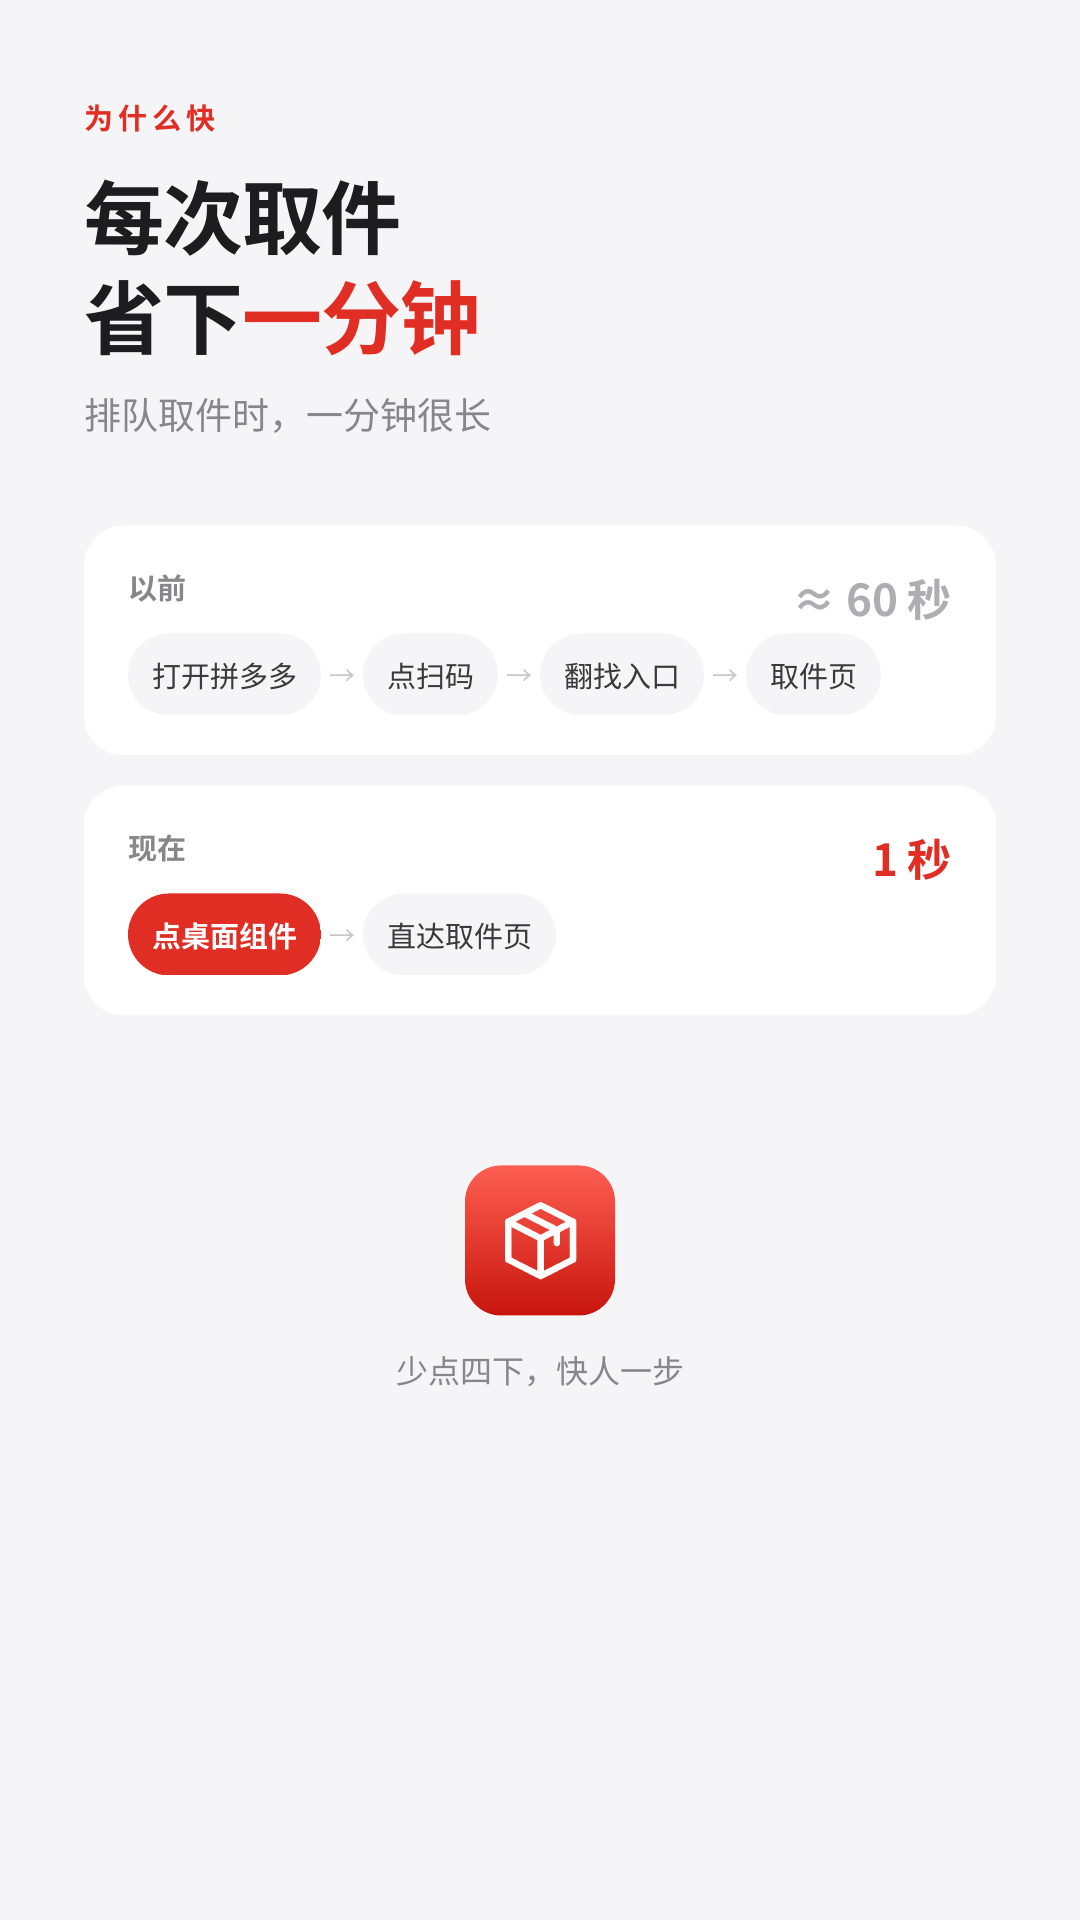 为什么快
每次取件
省下一分钟
排队取件时，一分钟很长
以前
≈ 60 秒
打开拼多多 → 点扫码 → 翻找入口 → 取件页
现在
1 秒
点桌面组件 → 直达取件页
少点四下，快人一步